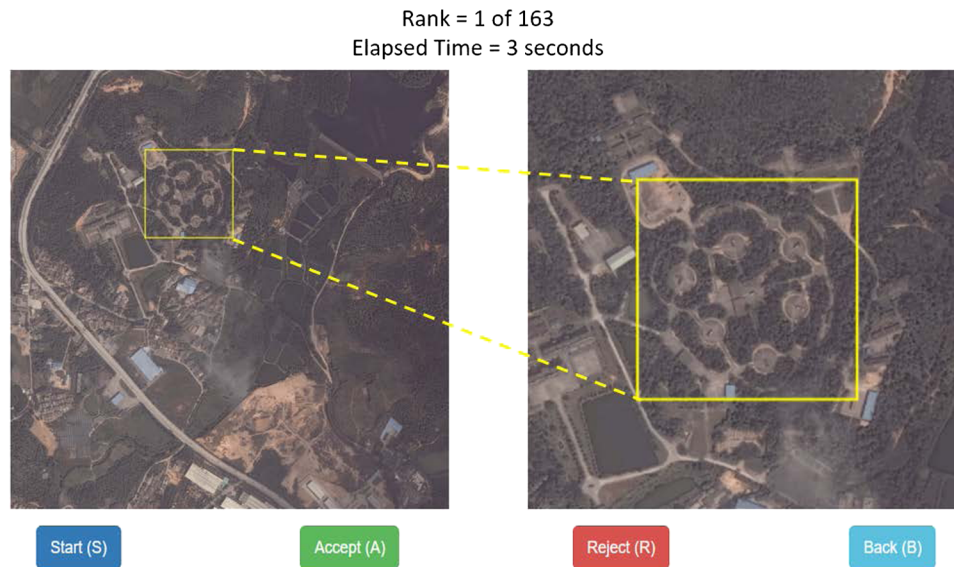 Rank = 1 of 163
Elapsed Time = 3 seconds
Start (S)
Accept (A)
Reject (R)
Back (B)